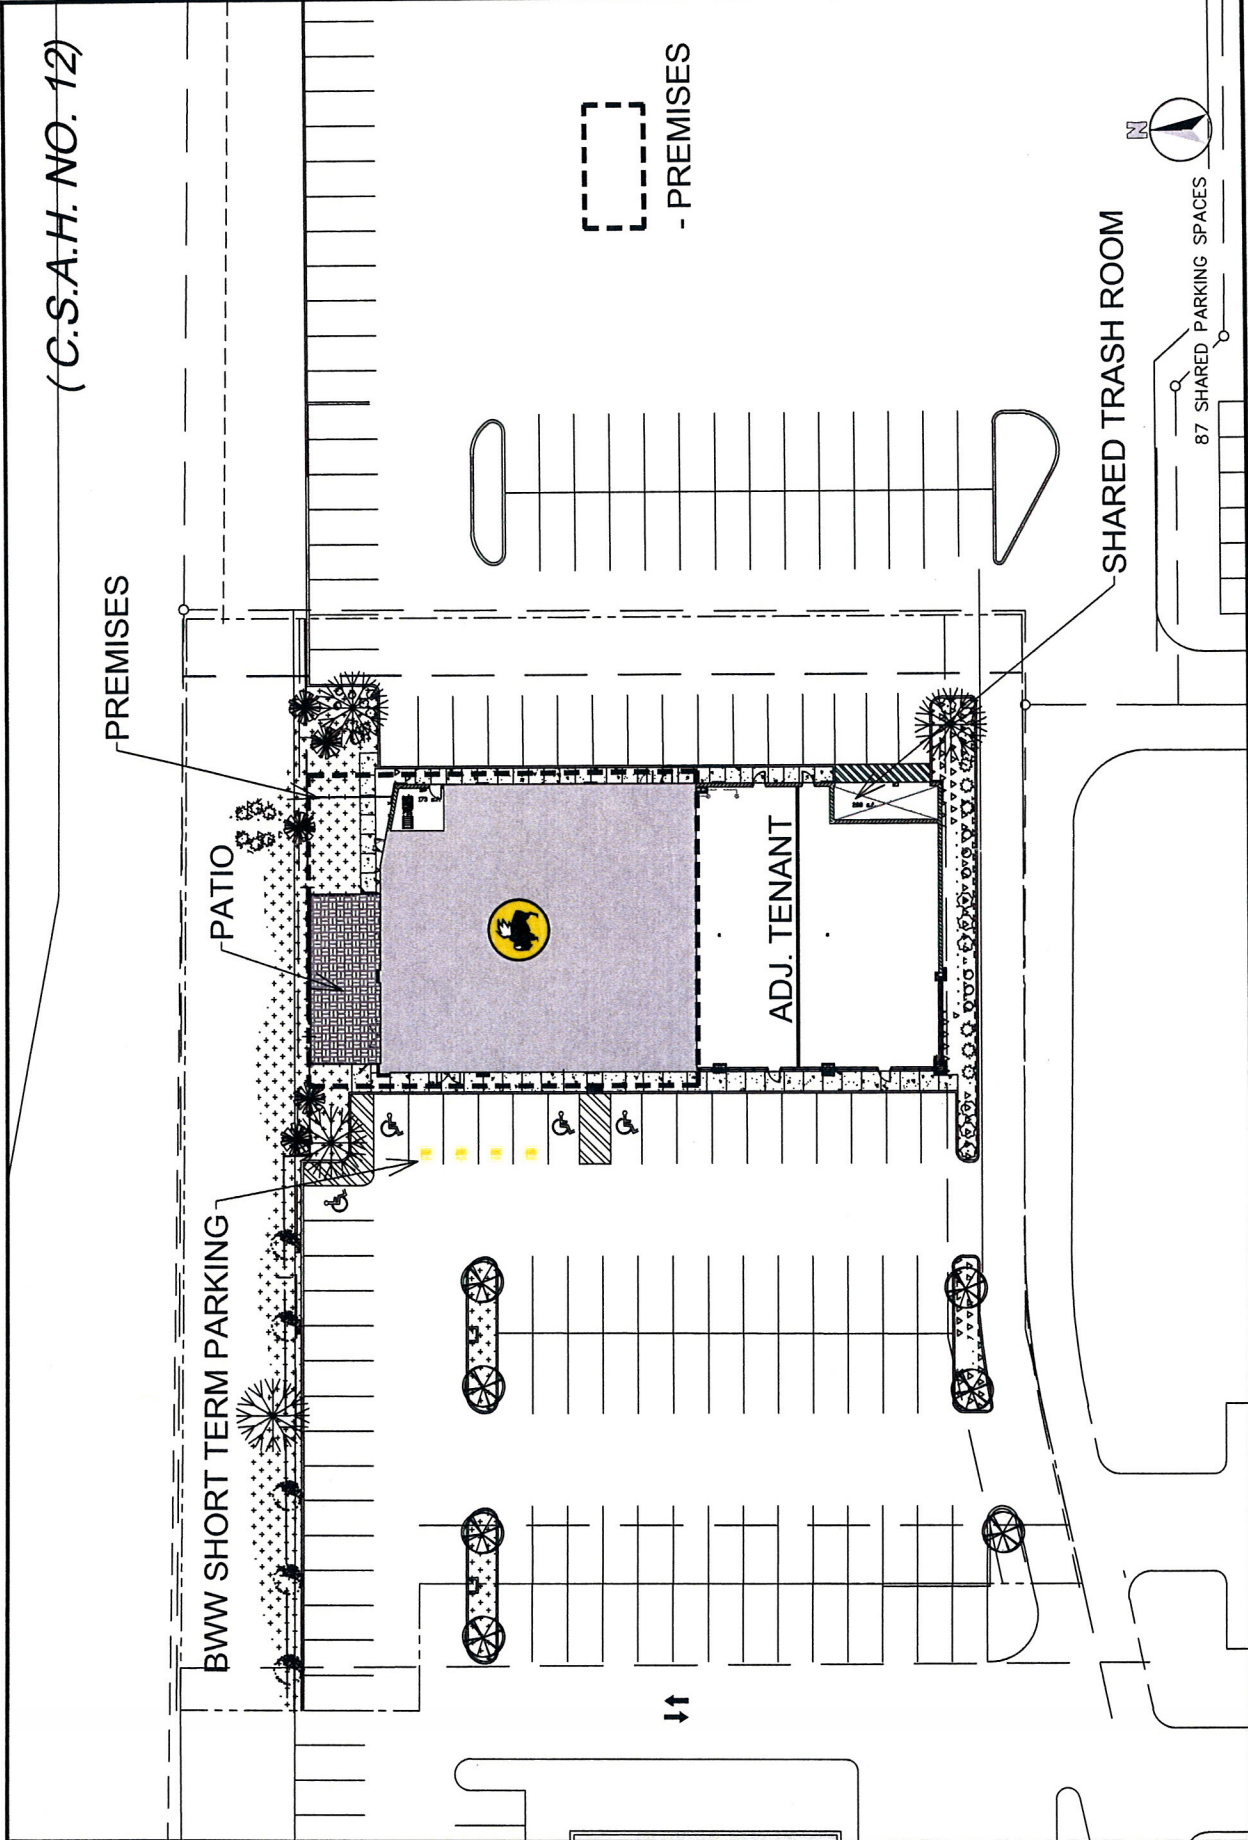 (C.S.A.H. NO. 12)
- PREMISES
N
PREMISES
PATIO
BWW SHORT TERM PARKING
ADJ. TENANT
SHARED TRASH ROOM
87 SHARED PARKING SPACES